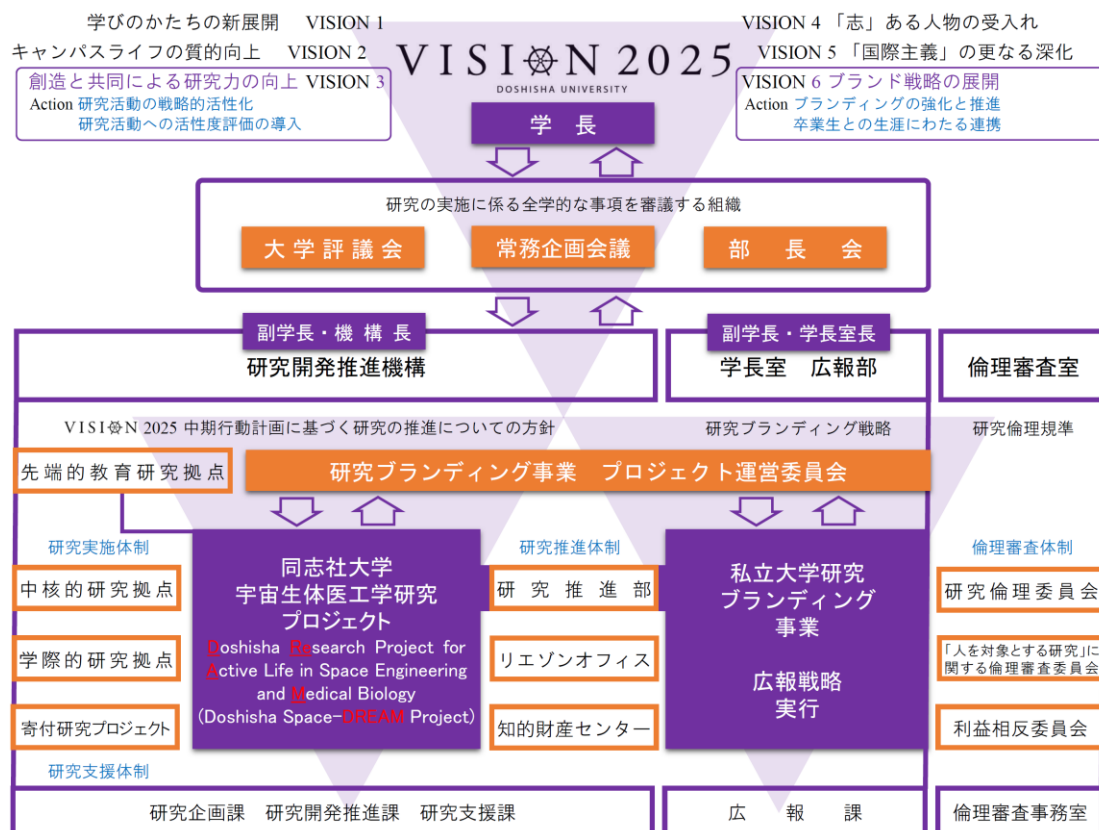 学びのかたちの新展開 VISION 1
キャンパスライフの質的向上 VISION 2
創造と共同による研究力の向上 VISION 3
Action 研究活動の戦略的活性化
研究活動への活性度評価の導入
VISION 2025
DOSHISHA UNIVERSITY
VISION 4 「志」ある人物の受入れ
VISION 5 「国際主義」の更なる深化
VISION 6 ブランド戦略の展開
Action ブランディングの強化と推進
卒業生との生涯にわたる連携
学長
研究の実施に係る全学的な事項を審議する組織
大学評議会 常務企画会議 部長会
副学長・機構長
研究開発推進機構
副学長・学長室長
学長室 広報部
倫理審査室
VISION 2025 中期行動計画に基づく研究の推進についての方針
研究ブランディング戦略
研究倫理規準
先端的教育研究拠点
研究ブランディング事業 プロジェクト運営委員会
研究実施体制
中核的研究拠点
学際的研究拠点
寄付研究プロジェクト
同志社大学
宇宙生体医工学研究
プロジェクト
Doshisha Research Project for
Active Life in Space Engineering
and Medical Biology
(Doshisha Space-DREAM Project)
研究推進体制
研究推進部
リエゾンオフィス
知的財産センター
私立大学研究
ブランディング
事業
広報戦略
実行
倫理審査体制
研究倫理委員会
「人を対象とする研究」に
関する倫理審査委員会
利益相反委員会
研究支援体制
研究企画課 研究開発推進課 研究支援課
広報課
倫理審査事務室